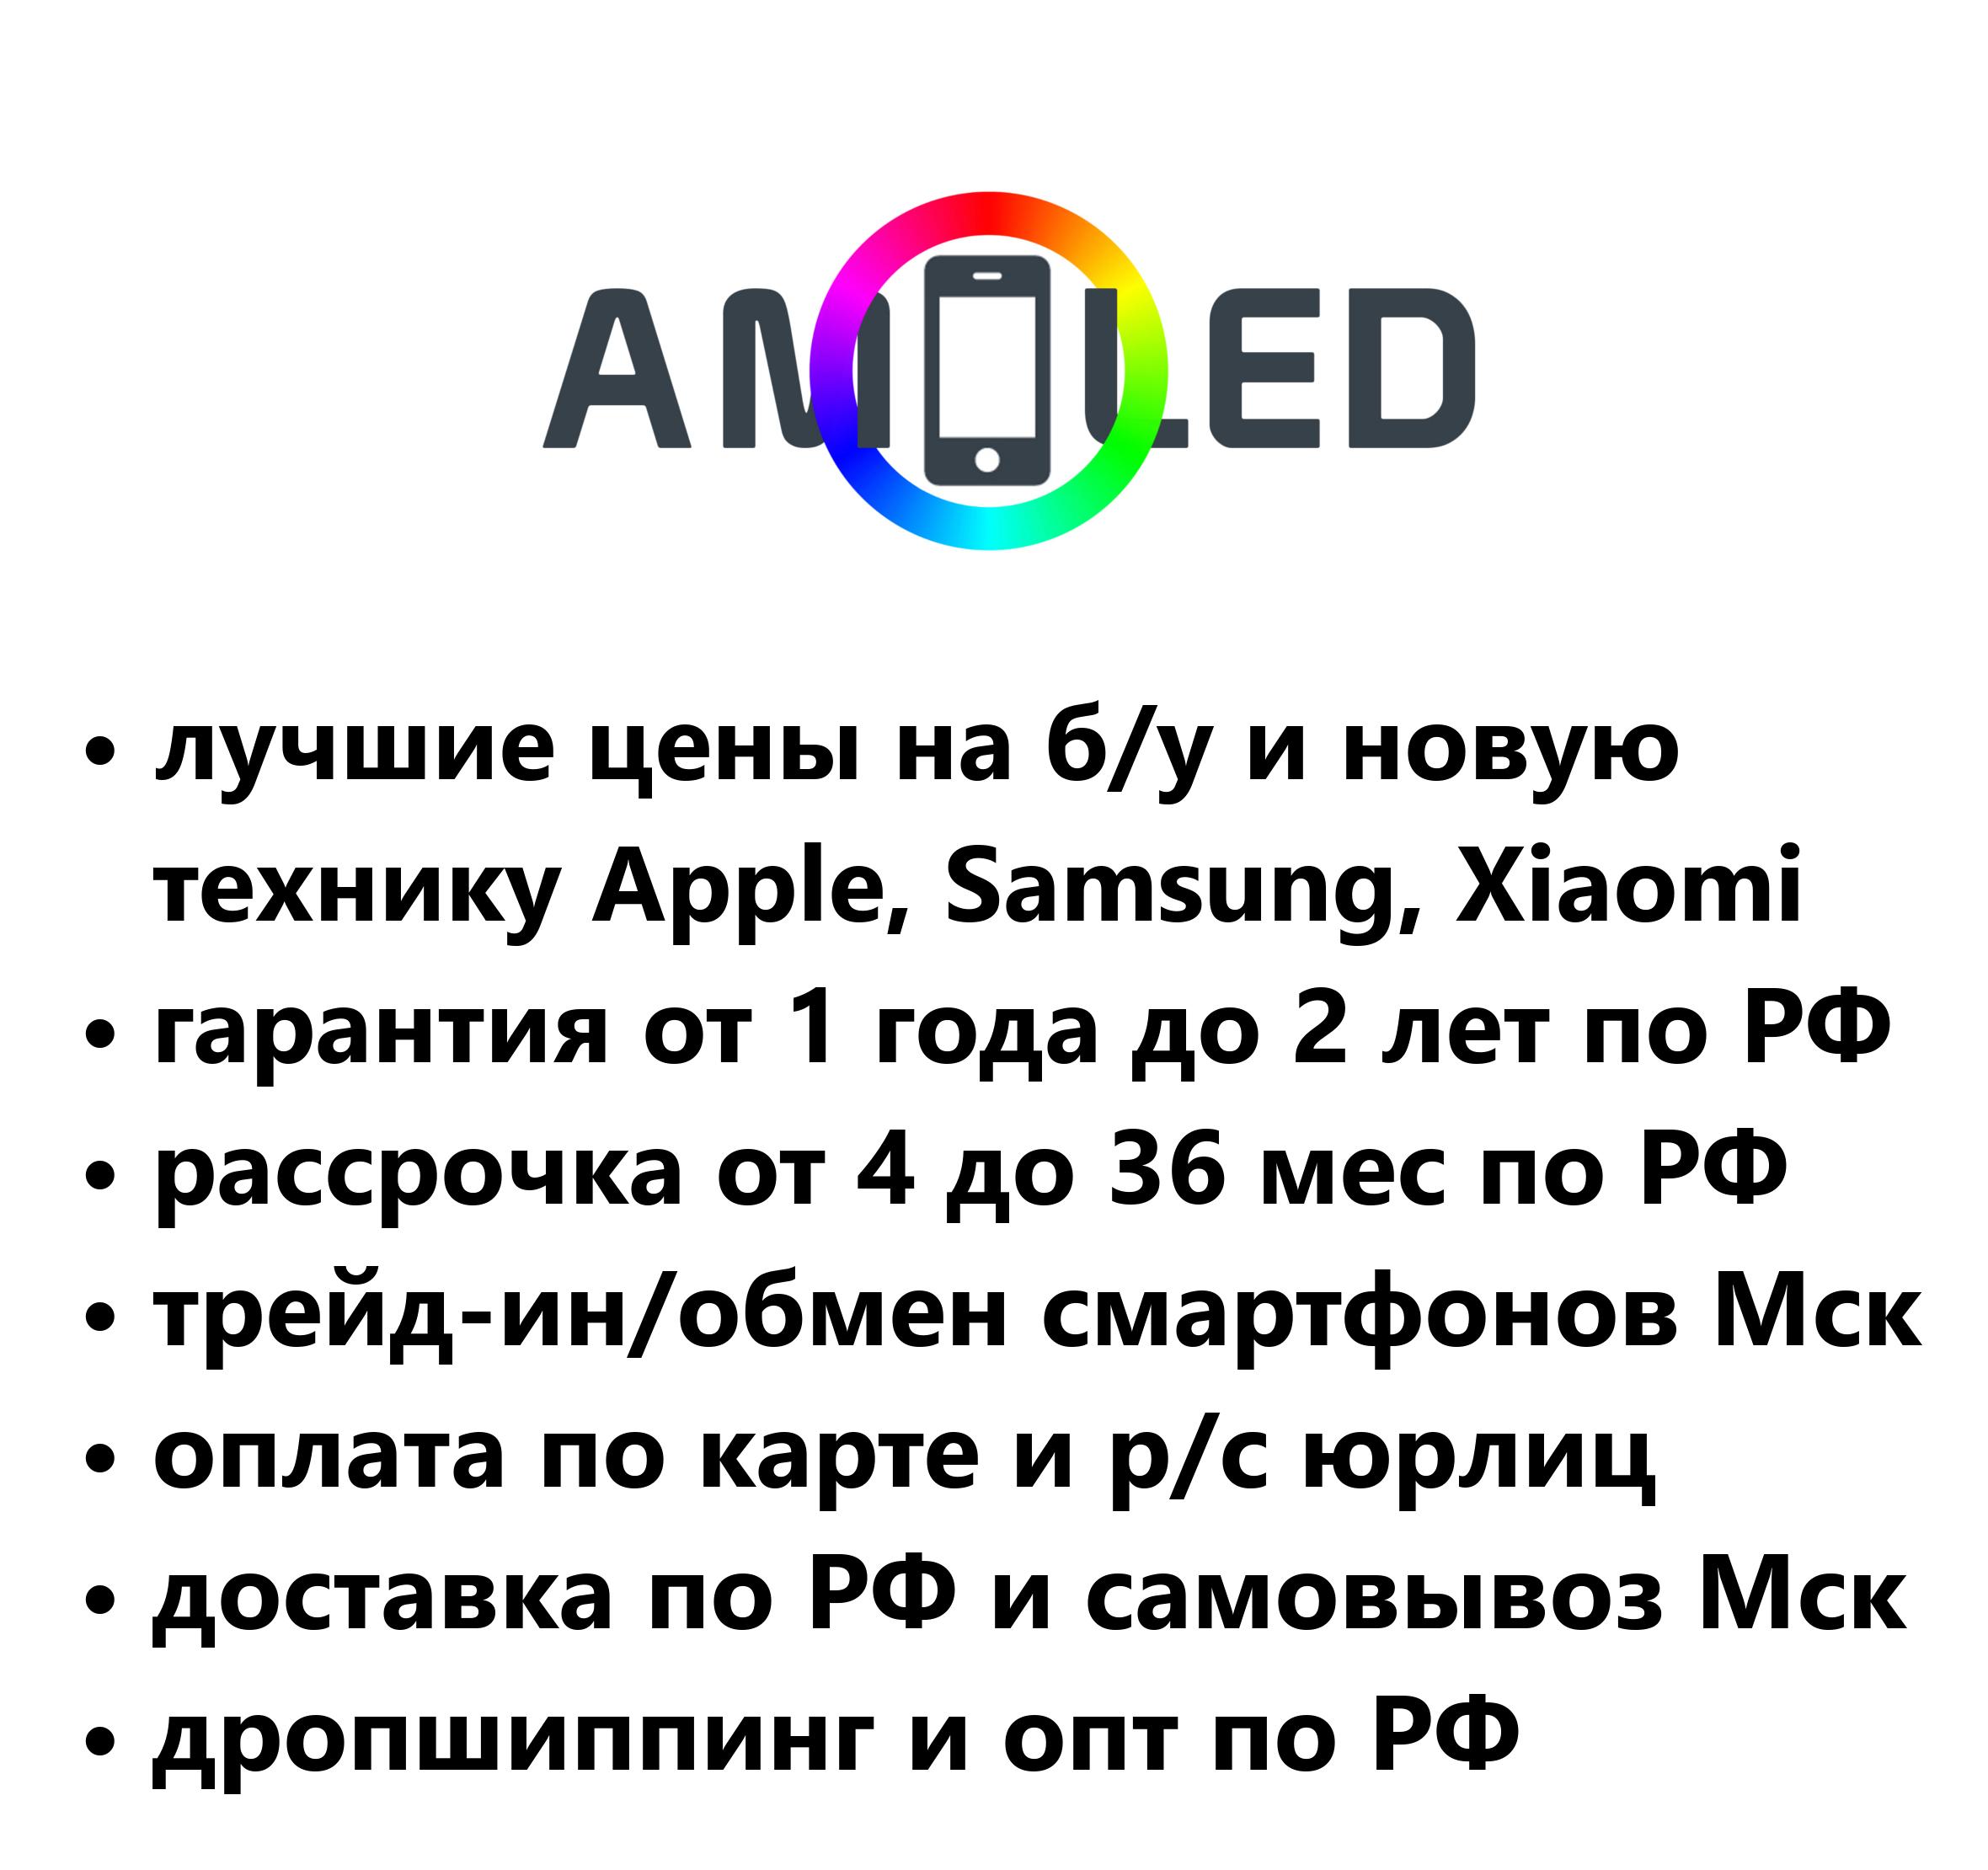 AMOLED
• лучшие цены на б/у и новую
технику Apple, Samsung, Xiaomi
• гарантия от 1 года до 2 лет по РФ
• рассрочка от 4 до 36 мес по РФ
• трейд-ин/обмен смартфонов Мск
• оплата по карте и р/с юрлиц
• доставка по РФ и самовывоз Мск
• дропшиппинг и опт по РФ